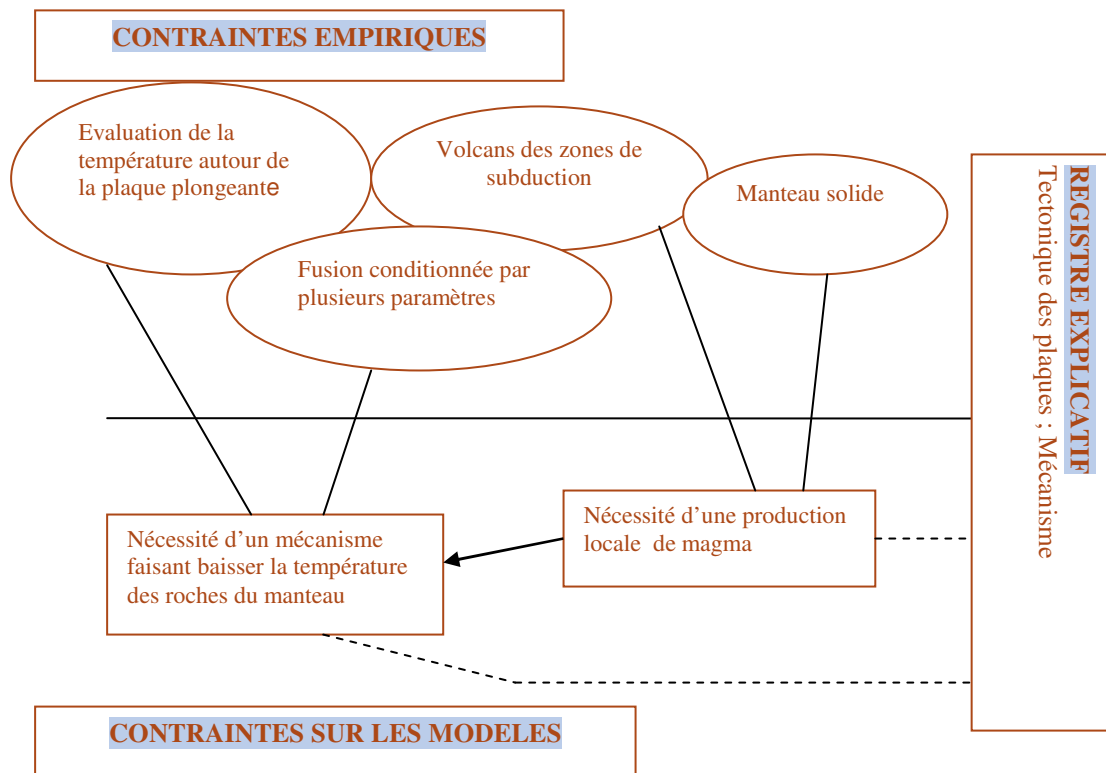 CONTRAINTES EMPIRIQUES
Evaluation de la
température autour de
la plaque plongeante
Volcans des zones de
subduction
Manteau solide
Fusion conditionnée par
plusieurs paramètres
REGISTRE EXPLICATIF
Tectonique des plaques ; Mécanisme
Nécessité d'un mécanisme
faisant baisser la température
des roches du manteau
Nécessité d'une production
locale de magma
CONTRAINTES SUR LES MODELES